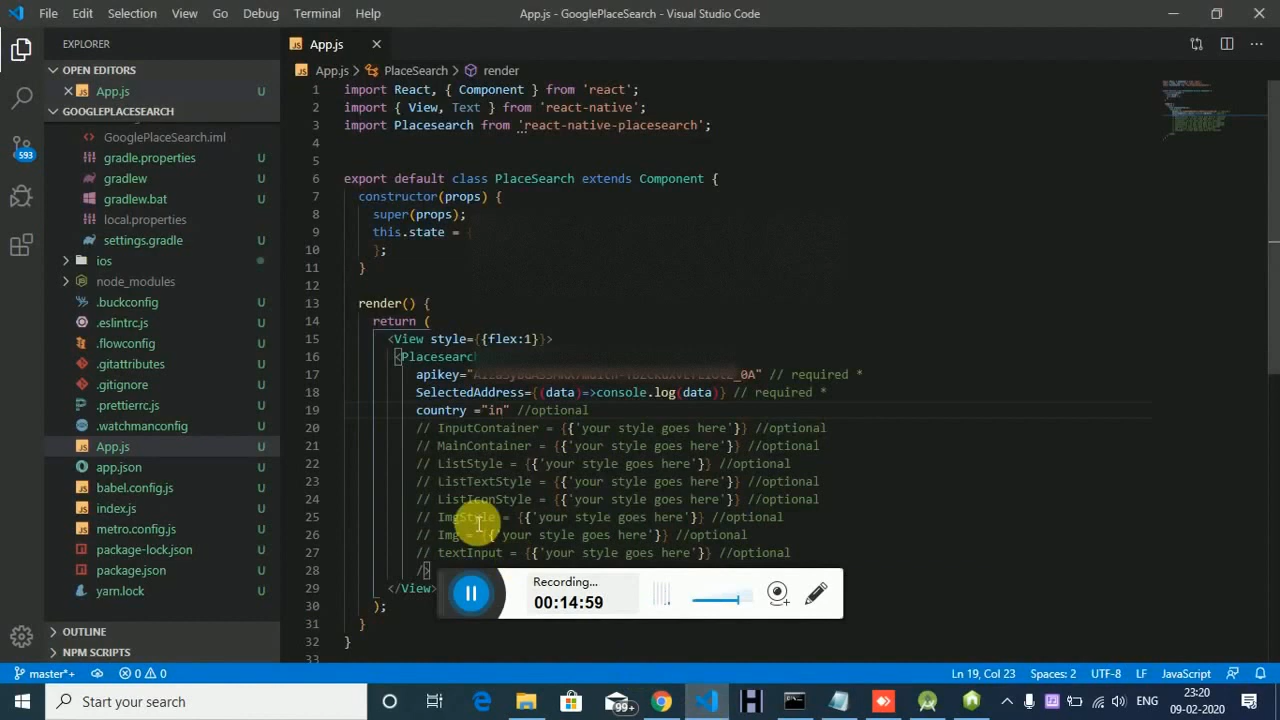 File Edit Selection View Go Debug Terminal Help
App.js - GooglePlaceSearch - Visual Studio Code
EXPLORER
OPEN EDITORS
App.js U
GOOGLEPLACESEARCH
GooglePlaceSearch.iml
gradle.properties U
gradlew U
gradlew.bat U
local.properties
settings.gradle U
ios
node_modules
.buckconfig U
.eslintrc.js U
.flowconfig U
.gitattributes U
.gitignore U
.prettierrc.js U
.watchmanconfig U
App.js U
app.json U
babel.config.js U
index.js U
metro.config.js U
package-lock.json U
package.json U
yarn.lock U
OUTLINE
NPM SCRIPTS
593
App.js
App.js > PlaceSearch > render
1 import React, { Component } from 'react';
2 import { View, Text } from 'react-native';
3 import Placesearch from 'react-native-placesearch';
4
5
6 export default class PlaceSearch extends Component {
7 constructor(props) {
8 super(props);
9 this.state = {
10 };
11 }
12
13 render() {
14 return (
15 <View style={{flex:1}}>
16 <Placesearch
17 apikey=" _0A" // required *
18 SelectedAddress={(data)=>console.log(data)} // required *
19 country ="in" //optional
20 // InputContainer = {{'your style goes here'}} //optional
21 // MainContainer = {{'your style goes here'}} //optional
22 // ListStyle = {{'your style goes here'}} //optional
23 // ListTextStyle = {{'your style goes here'}} //optional
24 // ListIconStyle = {{'your style goes here'}} //optional
25 // ImgStyle = {{'your style goes here'}} //optional
26 // Img = {{'your style goes here'}} //optional
27 // textInput = {{'your style goes here'}} //optional
28 />
29 </View>
30 );
31 }
32 }
33
Recording...
00:14:59
master*+ 0 0
Ln 19, Col 23 Spaces: 2 UTF-8 LF JavaScript
Start your search
99+
ENG
23:20
09-02-2020